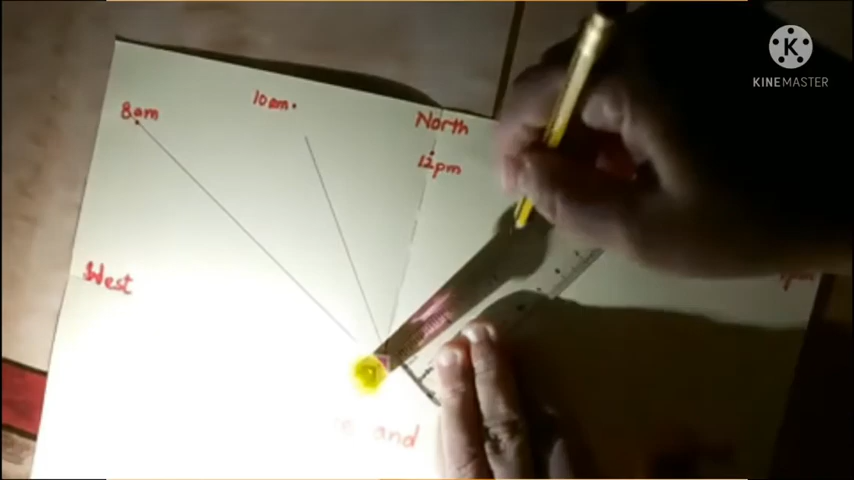 K
KINEMASTER
10am
8am
North
12pm
West
and